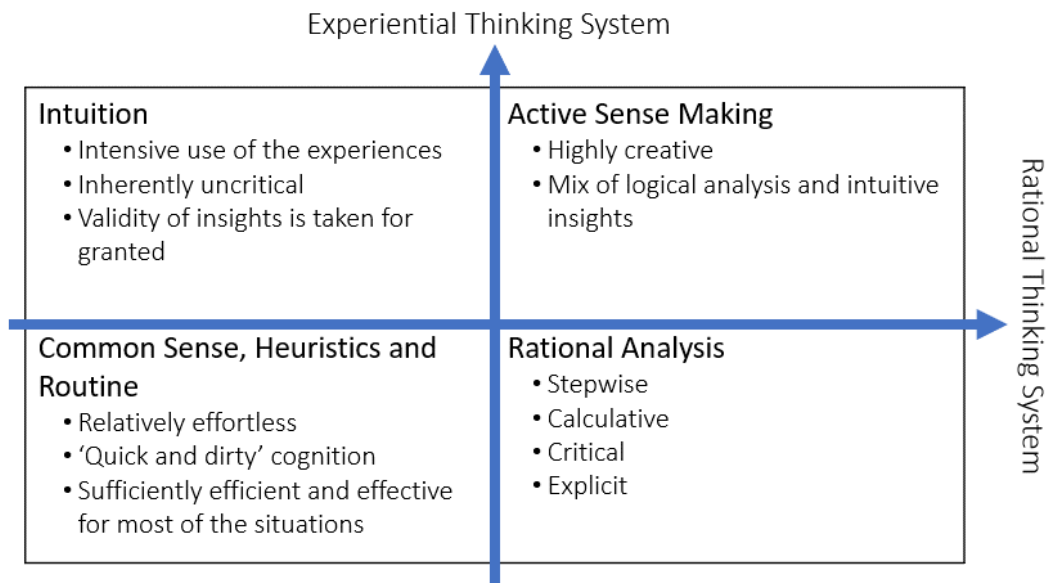 Experiential Thinking System
Intuition
• Intensive use of the experiences
• Inherently uncritical
• Validity of insights is taken for
granted
Active Sense Making
• Highly creative
• Mix of logical analysis and intuitive
insights
Rational Thinking System
Common Sense, Heuristics and
Routine
• Relatively effortless
• ‘Quick and dirty’ cognition
• Sufficiently efficient and effective
for most of the situations
Rational Analysis
• Stepwise
• Calculative
• Critical
• Explicit